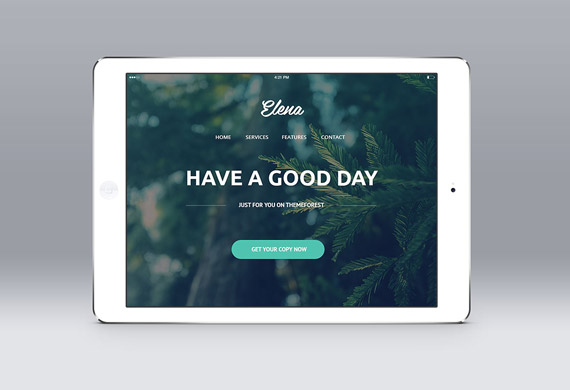 4:21 PM
Elena
HOME SERVICES FEATURES CONTACT
HAVE A GOOD DAY
JUST FOR YOU ON THEMEFOREST
GET YOUR COPY NOW